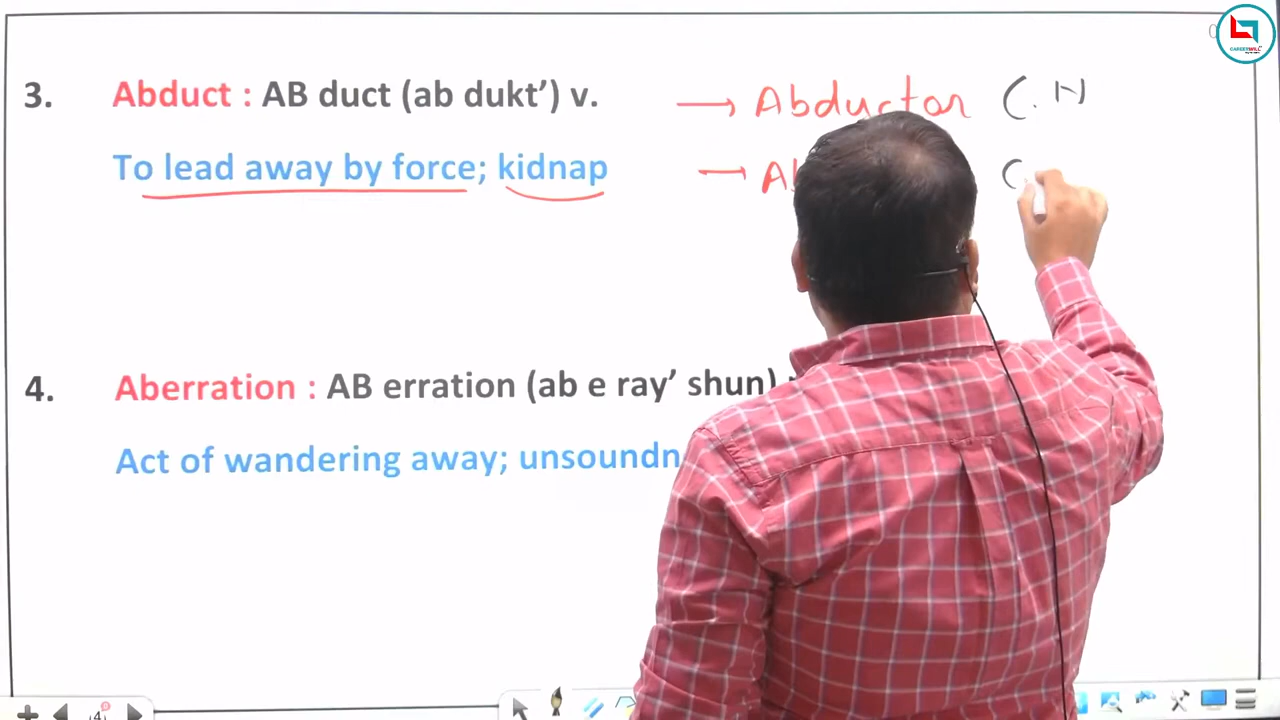 3. Abduct : AB duct (ab dukt’) v. → Abductor C.N
To lead away by force; kidnap →
4. Aberration : AB erration (ab e ray’ shun)
Act of wandering away;
4